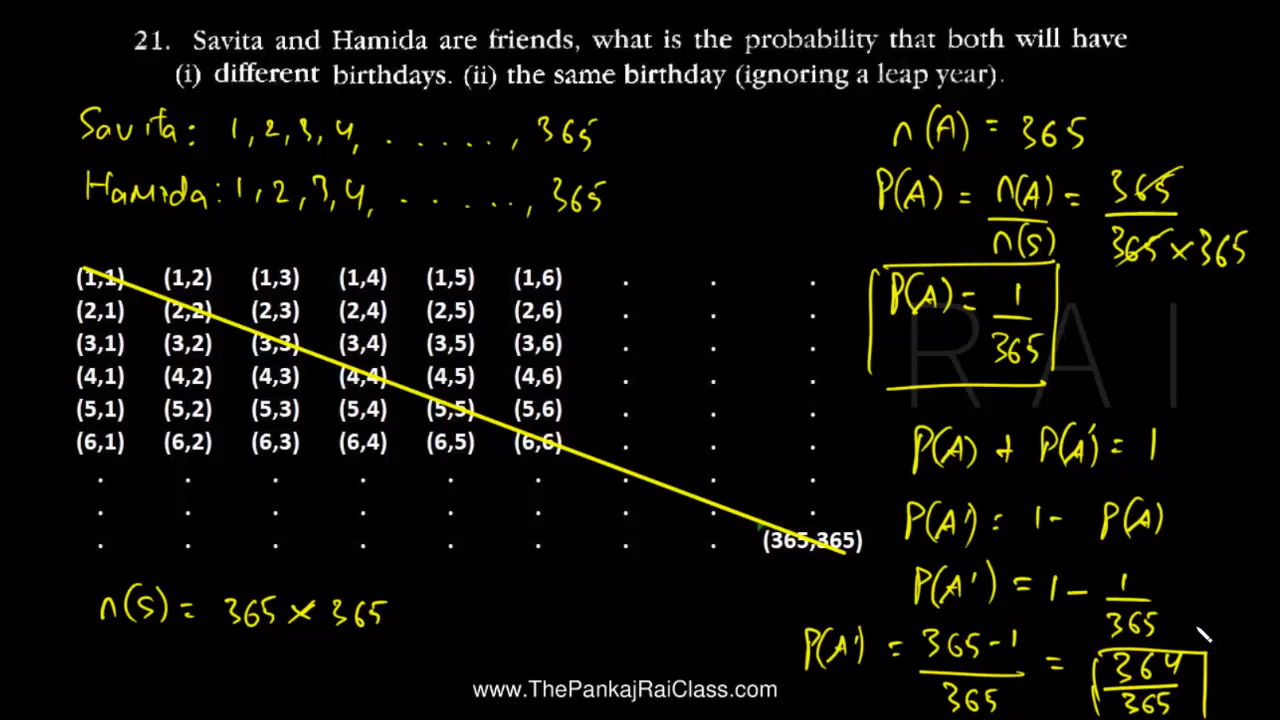 21. Savita and Hamida are friends, what is the probability that both will have
(i) different birthdays. (ii) the same birthday (ignoring a leap year).
Savita: 1, 2, 3, 4, . . . . . , 365
Hamida: 1, 2, 3, 4, . . . . . , 365
(1,1) (1,2) (1,3) (1,4) (1,5) (1,6) . . .
(2,1) (2,2) (2,3) (2,4) (2,5) (2,6) . . .
(3,1) (3,2) (3,3) (3,4) (3,5) (3,6) . . .
(4,1) (4,2) (4,3) (4,4) (4,5) (4,6) . . .
(5,1) (5,2) (5,3) (5,4) (5,5) (5,6) . . .
(6,1) (6,2) (6,3) (6,4) (6,5) (6,6) . . .
. . . . . . . . .
. . . . . . . . .
. . . . . . . . (365,365)
n(S) = 365 × 365
n(A) = 365
P(A) = n(A)/n(S) = 365/365×365
P(A) = 1/365
P(A) + P(A') = 1
P(A') = 1 - P(A)
P(A') = 1 - 1/365
P(A') = 365-1/365 = 364/365
RAI
www.ThePankajRaiClass.com